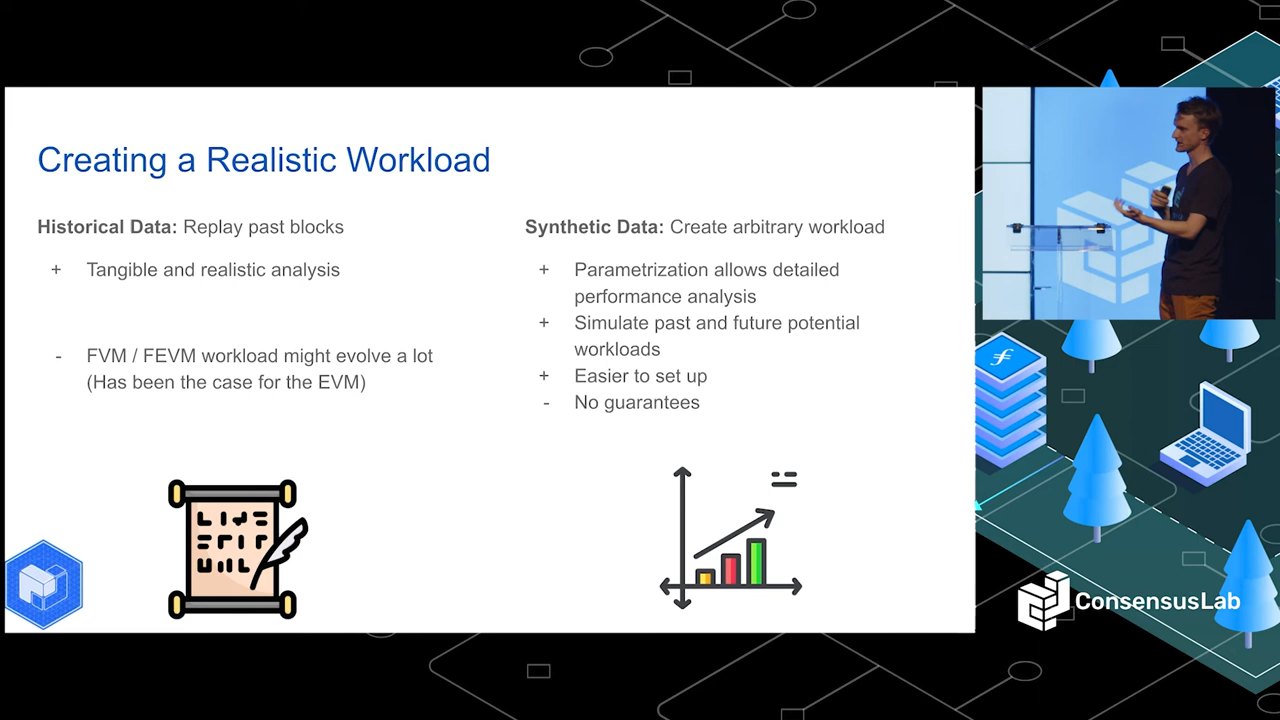 Creating a Realistic Workload
Historical Data: Replay past blocks
+ Tangible and realistic analysis
- FVM / FEVM workload might evolve a lot
(Has been the case for the EVM)
Synthetic Data: Create arbitrary workload
+ Parametrization allows detailed
performance analysis
+ Simulate past and future potential
workloads
+ Easier to set up
- No guarantees
ConsensusLab